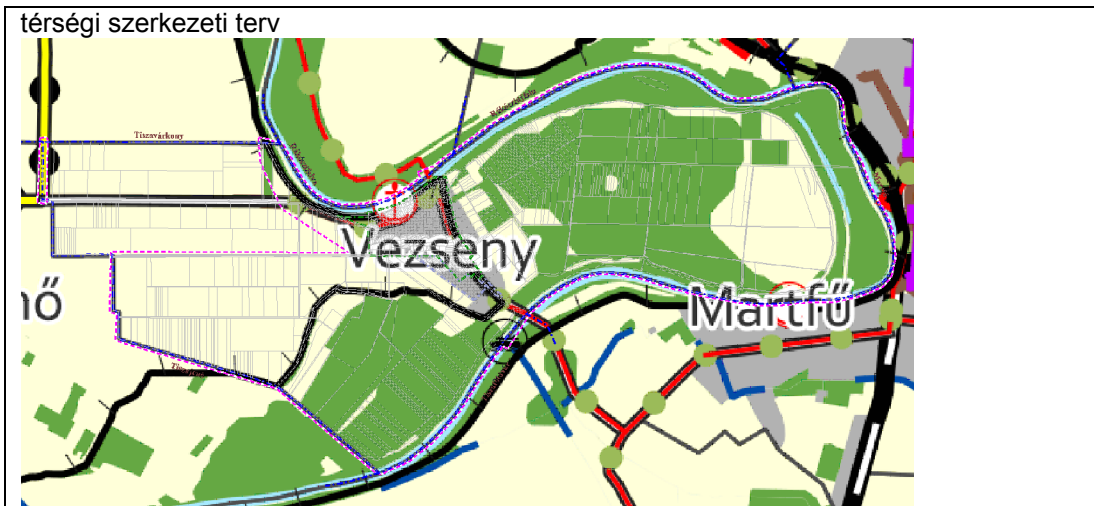 térségi szerkezeti terv
Tiszavárkony
Vezseny
nő
Martfű